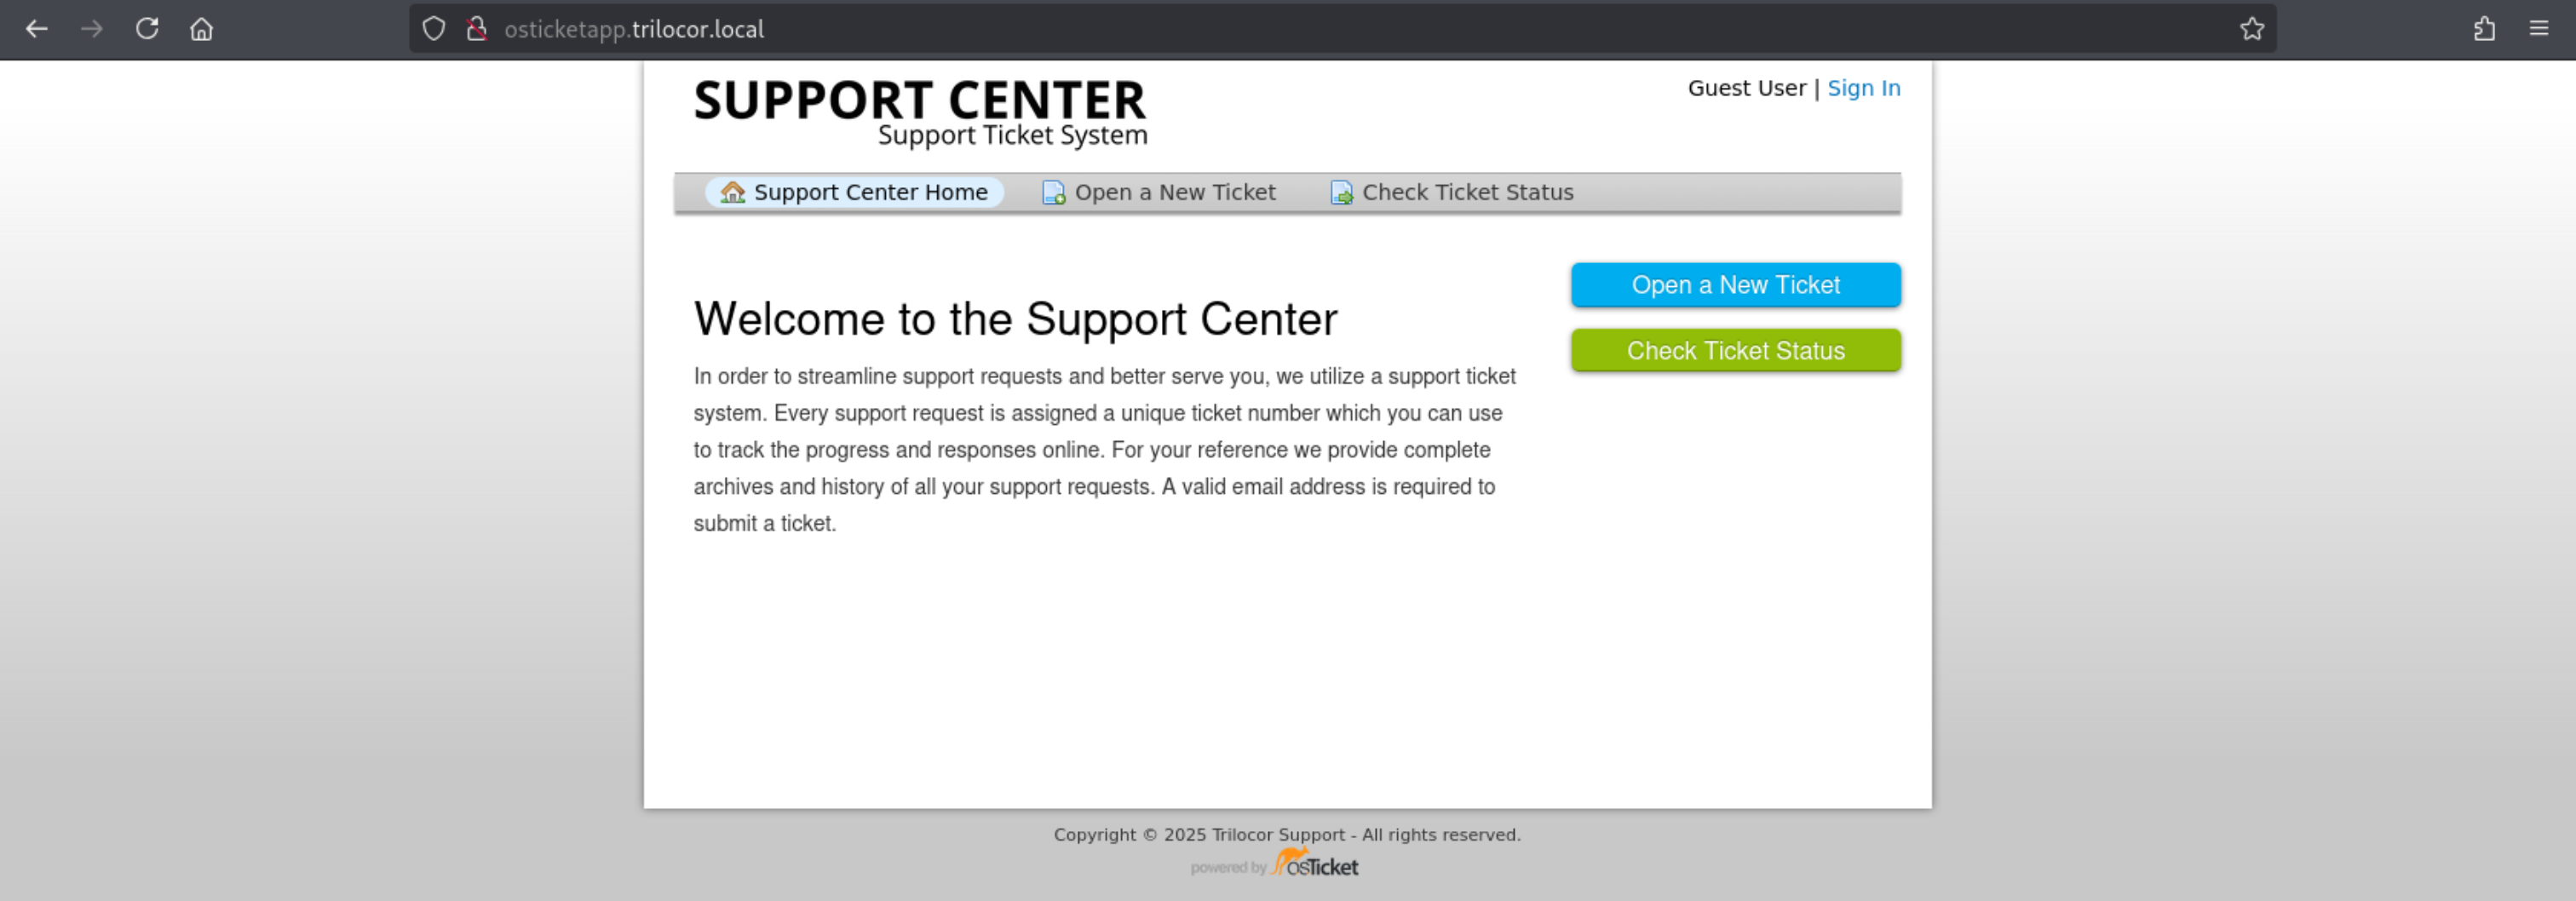 osticketapp.trilocor.local
SUPPORT CENTER
Support Ticket System
Guest User | Sign In
Support Center Home Open a New Ticket Check Ticket Status
Welcome to the Support Center
In order to streamline support requests and better serve you, we utilize a support ticket
system. Every support request is assigned a unique ticket number which you can use
to track the progress and responses online. For your reference we provide complete
archives and history of all your support requests. A valid email address is required to
submit a ticket.
Open a New Ticket
Check Ticket Status
Copyright © 2025 Trilocor Support - All rights reserved.
powered by osTicket